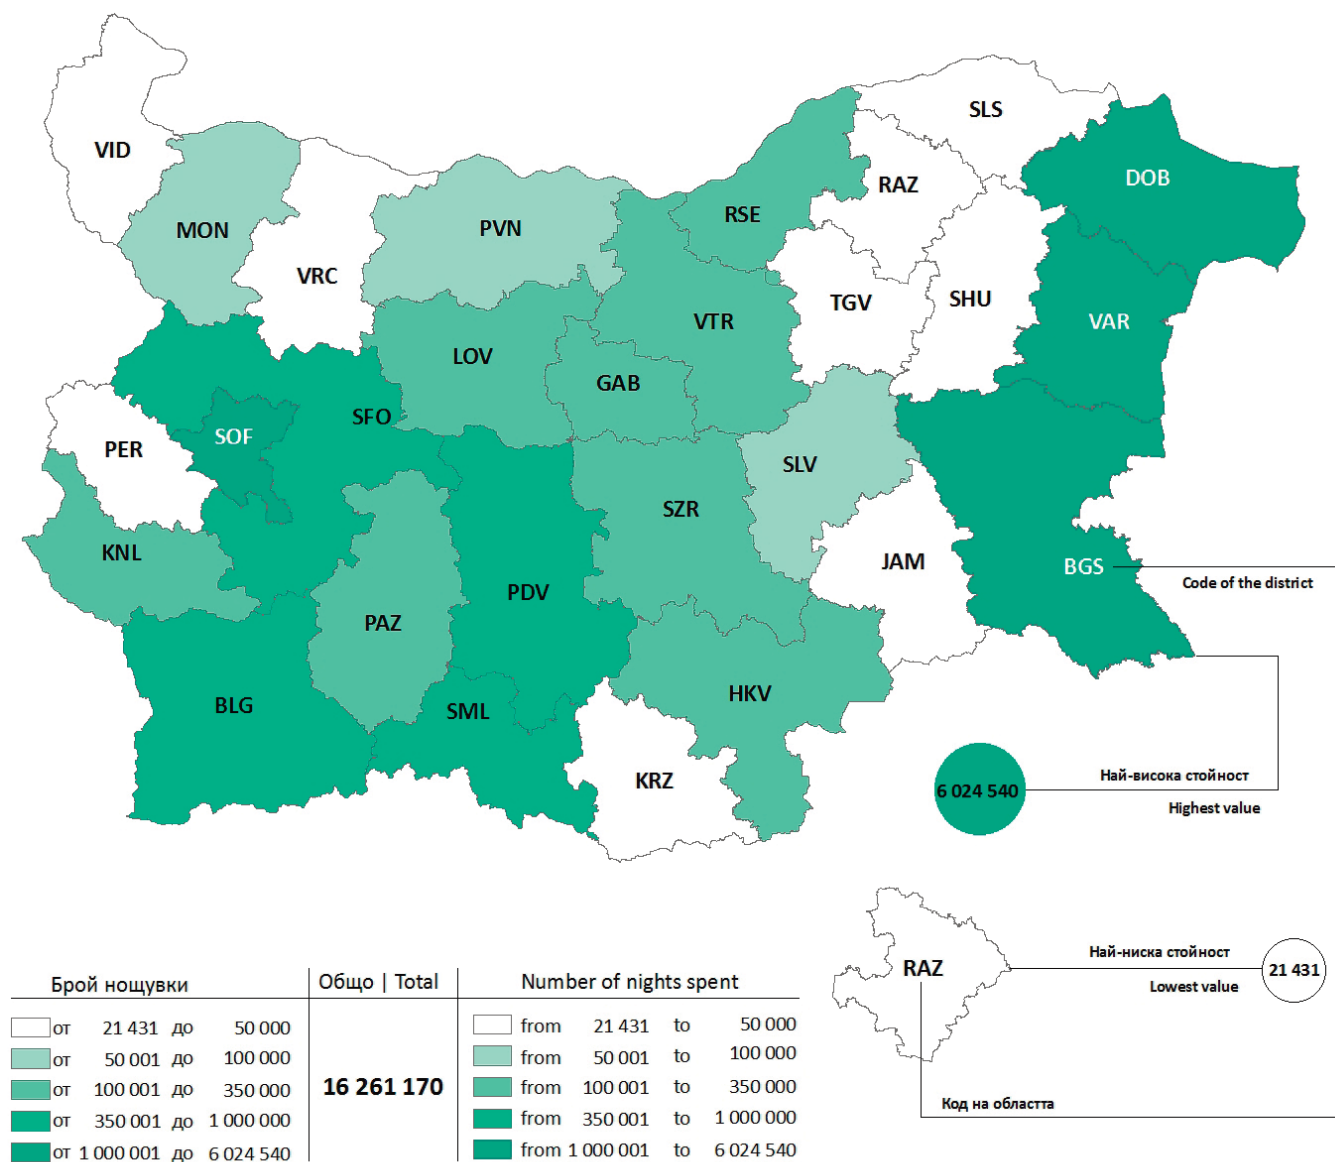 SLS
VID
DOB
RAZ
RSE
PVN
MON
VRC
TGV
SHU
VTR
VAR
LOV
GAB
SFO
SOF
PER
SLV
SZR
KNL
JAM
BGS
Code of the district
PDV
PAZ
HKV
BLG
SML
KRZ
Най-висока стойност
6 024 540
Highest value
Най-ниска стойност
RAZ
21 431
Lowest value
Код на областта
Брой нощувки Общо | Total Number of nights spent
от 21 431 до 50 000 from 21 431 to 50 000
от 50 001 до 100 000 from 50 001 to 100 000
от 100 001 до 350 000 16 261 170 from 100 001 to 350 000
от 350 001 до 1 000 000 from 350 001 to 1 000 000
от 1 000 001 до 6 024 540 from 1 000 001 to 6 024 540